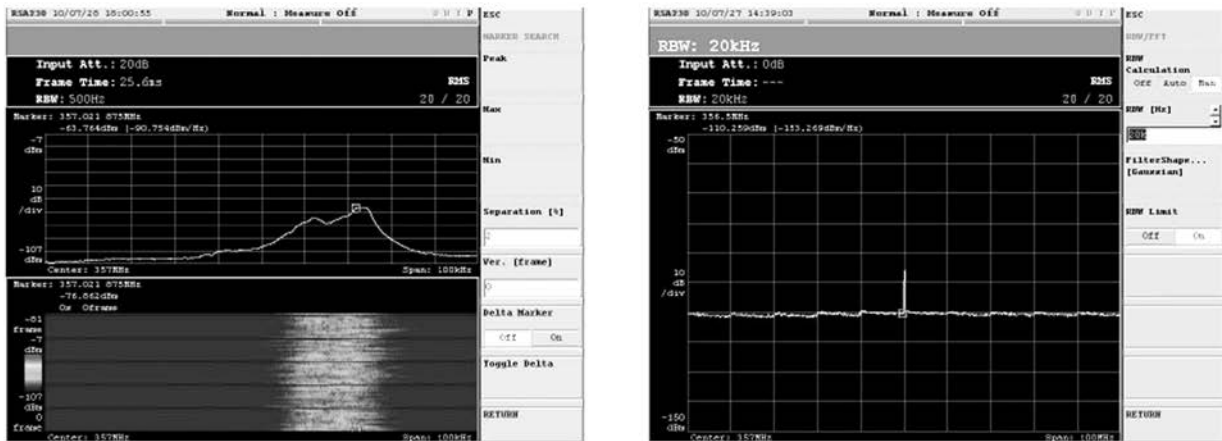 RSA230 10/07/28 18:00:55 Normal : Measure Off
ESC
MARKER SEARCH
Input Att.: 20dB
Frame Time: 25.6ms
RMS
RBW: 500Hz
20 / 20
Peak
Marker: 357.021 875MHz
-63.764dBm (-90.754dBm/Hz)
-7
dBm
10
dB
/div
-107
dBm
Center: 357MHz
Span: 100kHz
Max
Min
Separation [%]
Ver. [frame]
0
Marker: 357.021 875MHz
-76.862dBm
0s 0frame
-81
frame
-7
dBm
-107
dBm
0
frame
Center: 357MHz
Span: 100kHz
Delta Marker
Off On
Toggle Delta
RETURN
10/07/27 14:39:03 Normal : Measure Off
ESC
RBW/FFT
RBW: 20kHz
Input Att.: 0dB
Frame Time: ---
RMS
RBW: 20kHz
20 / 20
RBW
Calculation
Off Auto Man
Marker: 356.5MHz
-110.259dBm (-153.269dBm/Hz)
-50
dBm
10
dB
/div
-150
dBm
Center: 357MHz
RBW [Hz]
20k
FilterShape...
[Gaussian]
RBW Limit
Off On
RETURN